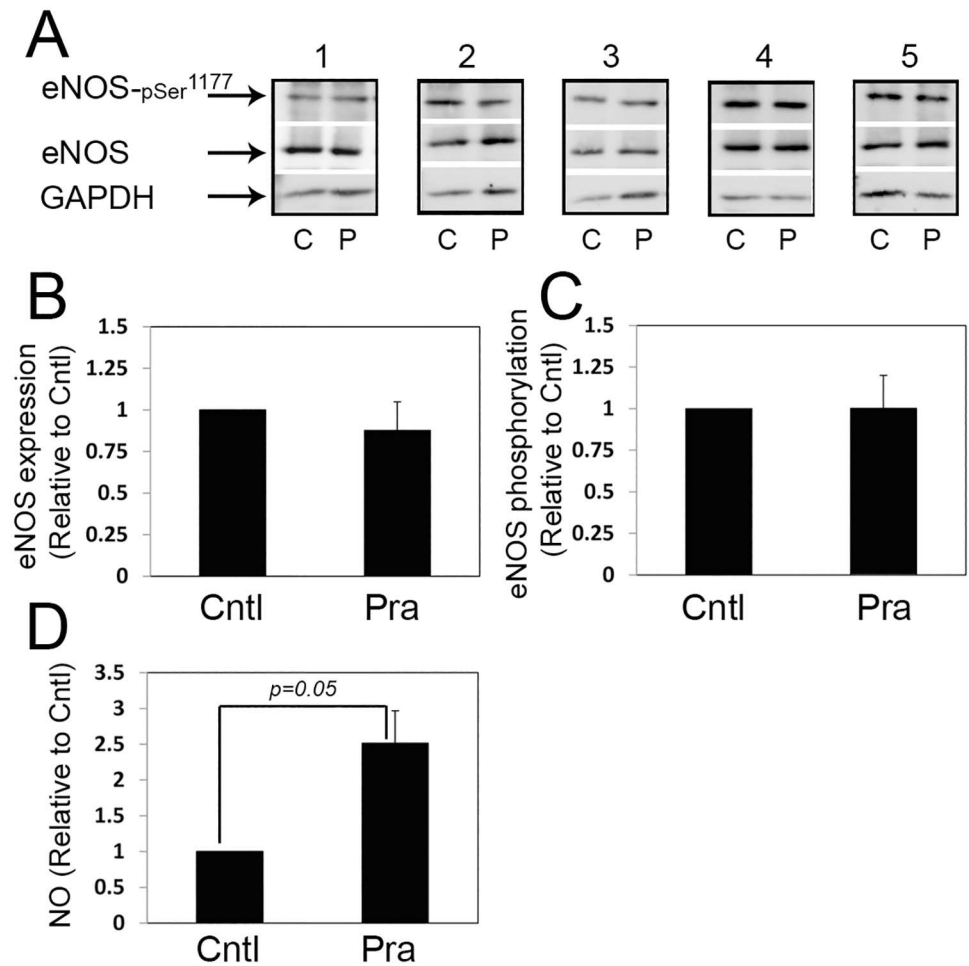 A
1 2 3 4 5
eNOS-pSer1177
eNOS
GAPDH
C P C P C P C P C P
B
eNOS expression
(Relative to Cntl)
1.5
1.25
1
0.75
0.5
0.25
0
Cntl Pra
C
eNOS phosphorylation
(Relative to Cntl)
1.5
1.25
1
0.75
0.5
0.25
0
Cntl Pra
D
NO (Relative to Cntl)
3.5
3
2.5
2
1.5
1
0.5
0
p=0.05
Cntl Pra